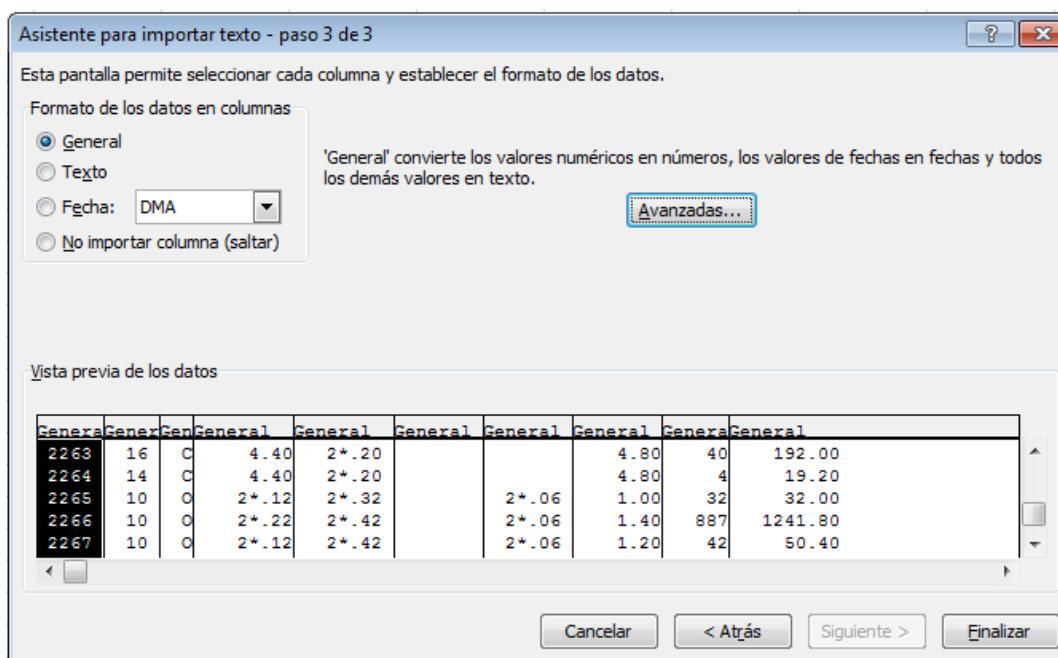 Asistente para importar texto - paso 3 de 3
Esta pantalla permite seleccionar cada columna y establecer el formato de los datos.
Formato de los datos en columnas
General
Texto
Fecha: DMA
No importar columna (saltar)
'General' convierte los valores numéricos en números, los valores de fechas en fechas y todos
los demás valores en texto.
Avanzadas...
Vista previa de los datos
Genera Gener Gen General General General General General Genera General
2263 16 C 4.40 2*.20 4.80 40 192.00
2264 14 C 4.40 2*.20 4.80 4 19.20
2265 10 O 2*.12 2*.32 2*.06 1.00 32 32.00
2266 10 O 2*.22 2*.42 2*.06 1.40 887 1241.80
2267 10 O 2*.12 2*.42 2*.06 1.20 42 50.40
Cancelar < Atrás Siguiente > Finalizar